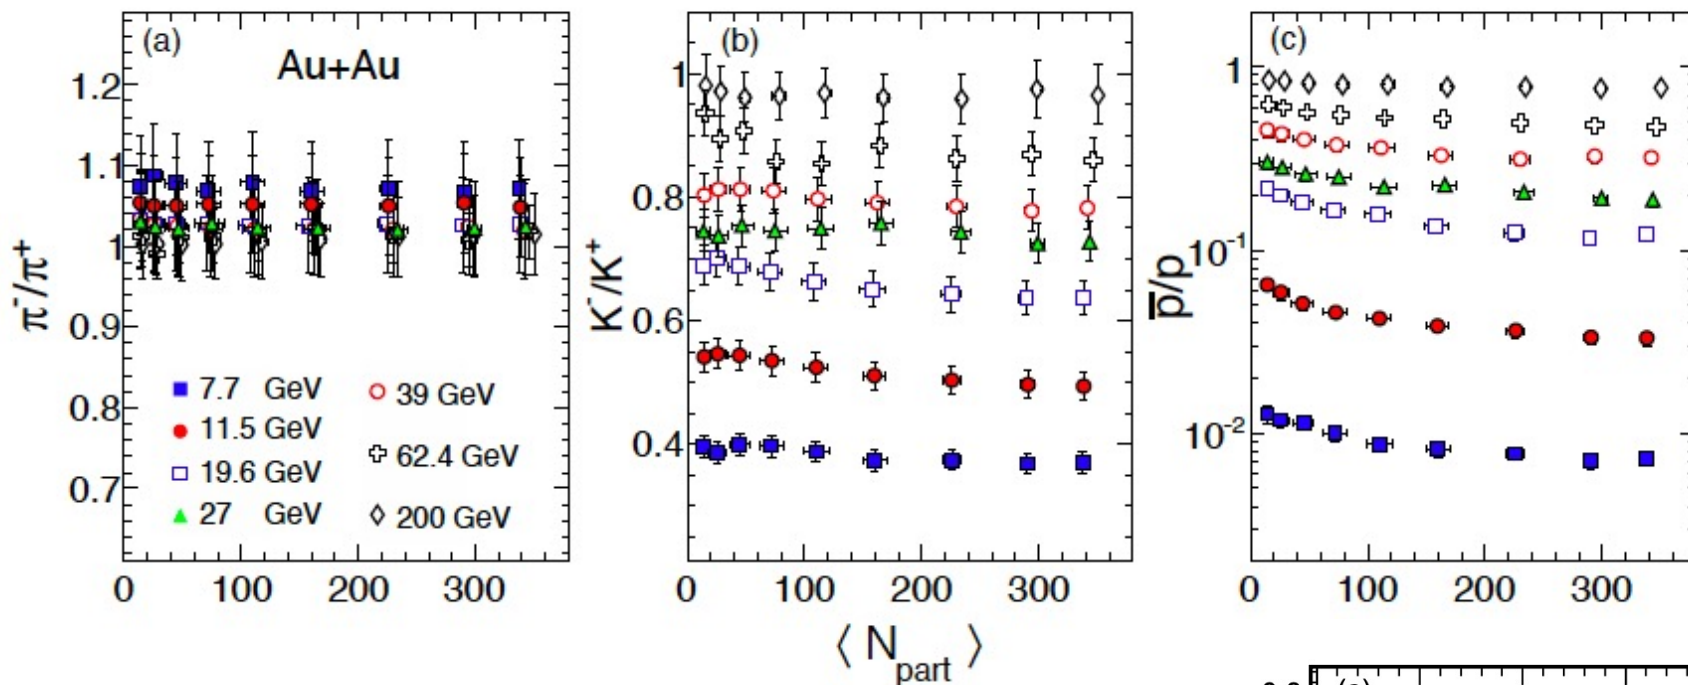 (a)
Au+Au
1.2
1.1
1
0.9
0.8
0.7
π⁻/π⁺
7.7 GeV
11.5 GeV
19.6 GeV
27 GeV
39 GeV
62.4 GeV
200 GeV
0 100 200 300
(b)
1
0.8
0.6
0.4
K⁻/K⁺
0 100 200 300
⟨ N_part ⟩
(c)
1
10⁻¹
10⁻²
p̅/p
0 100 200 300